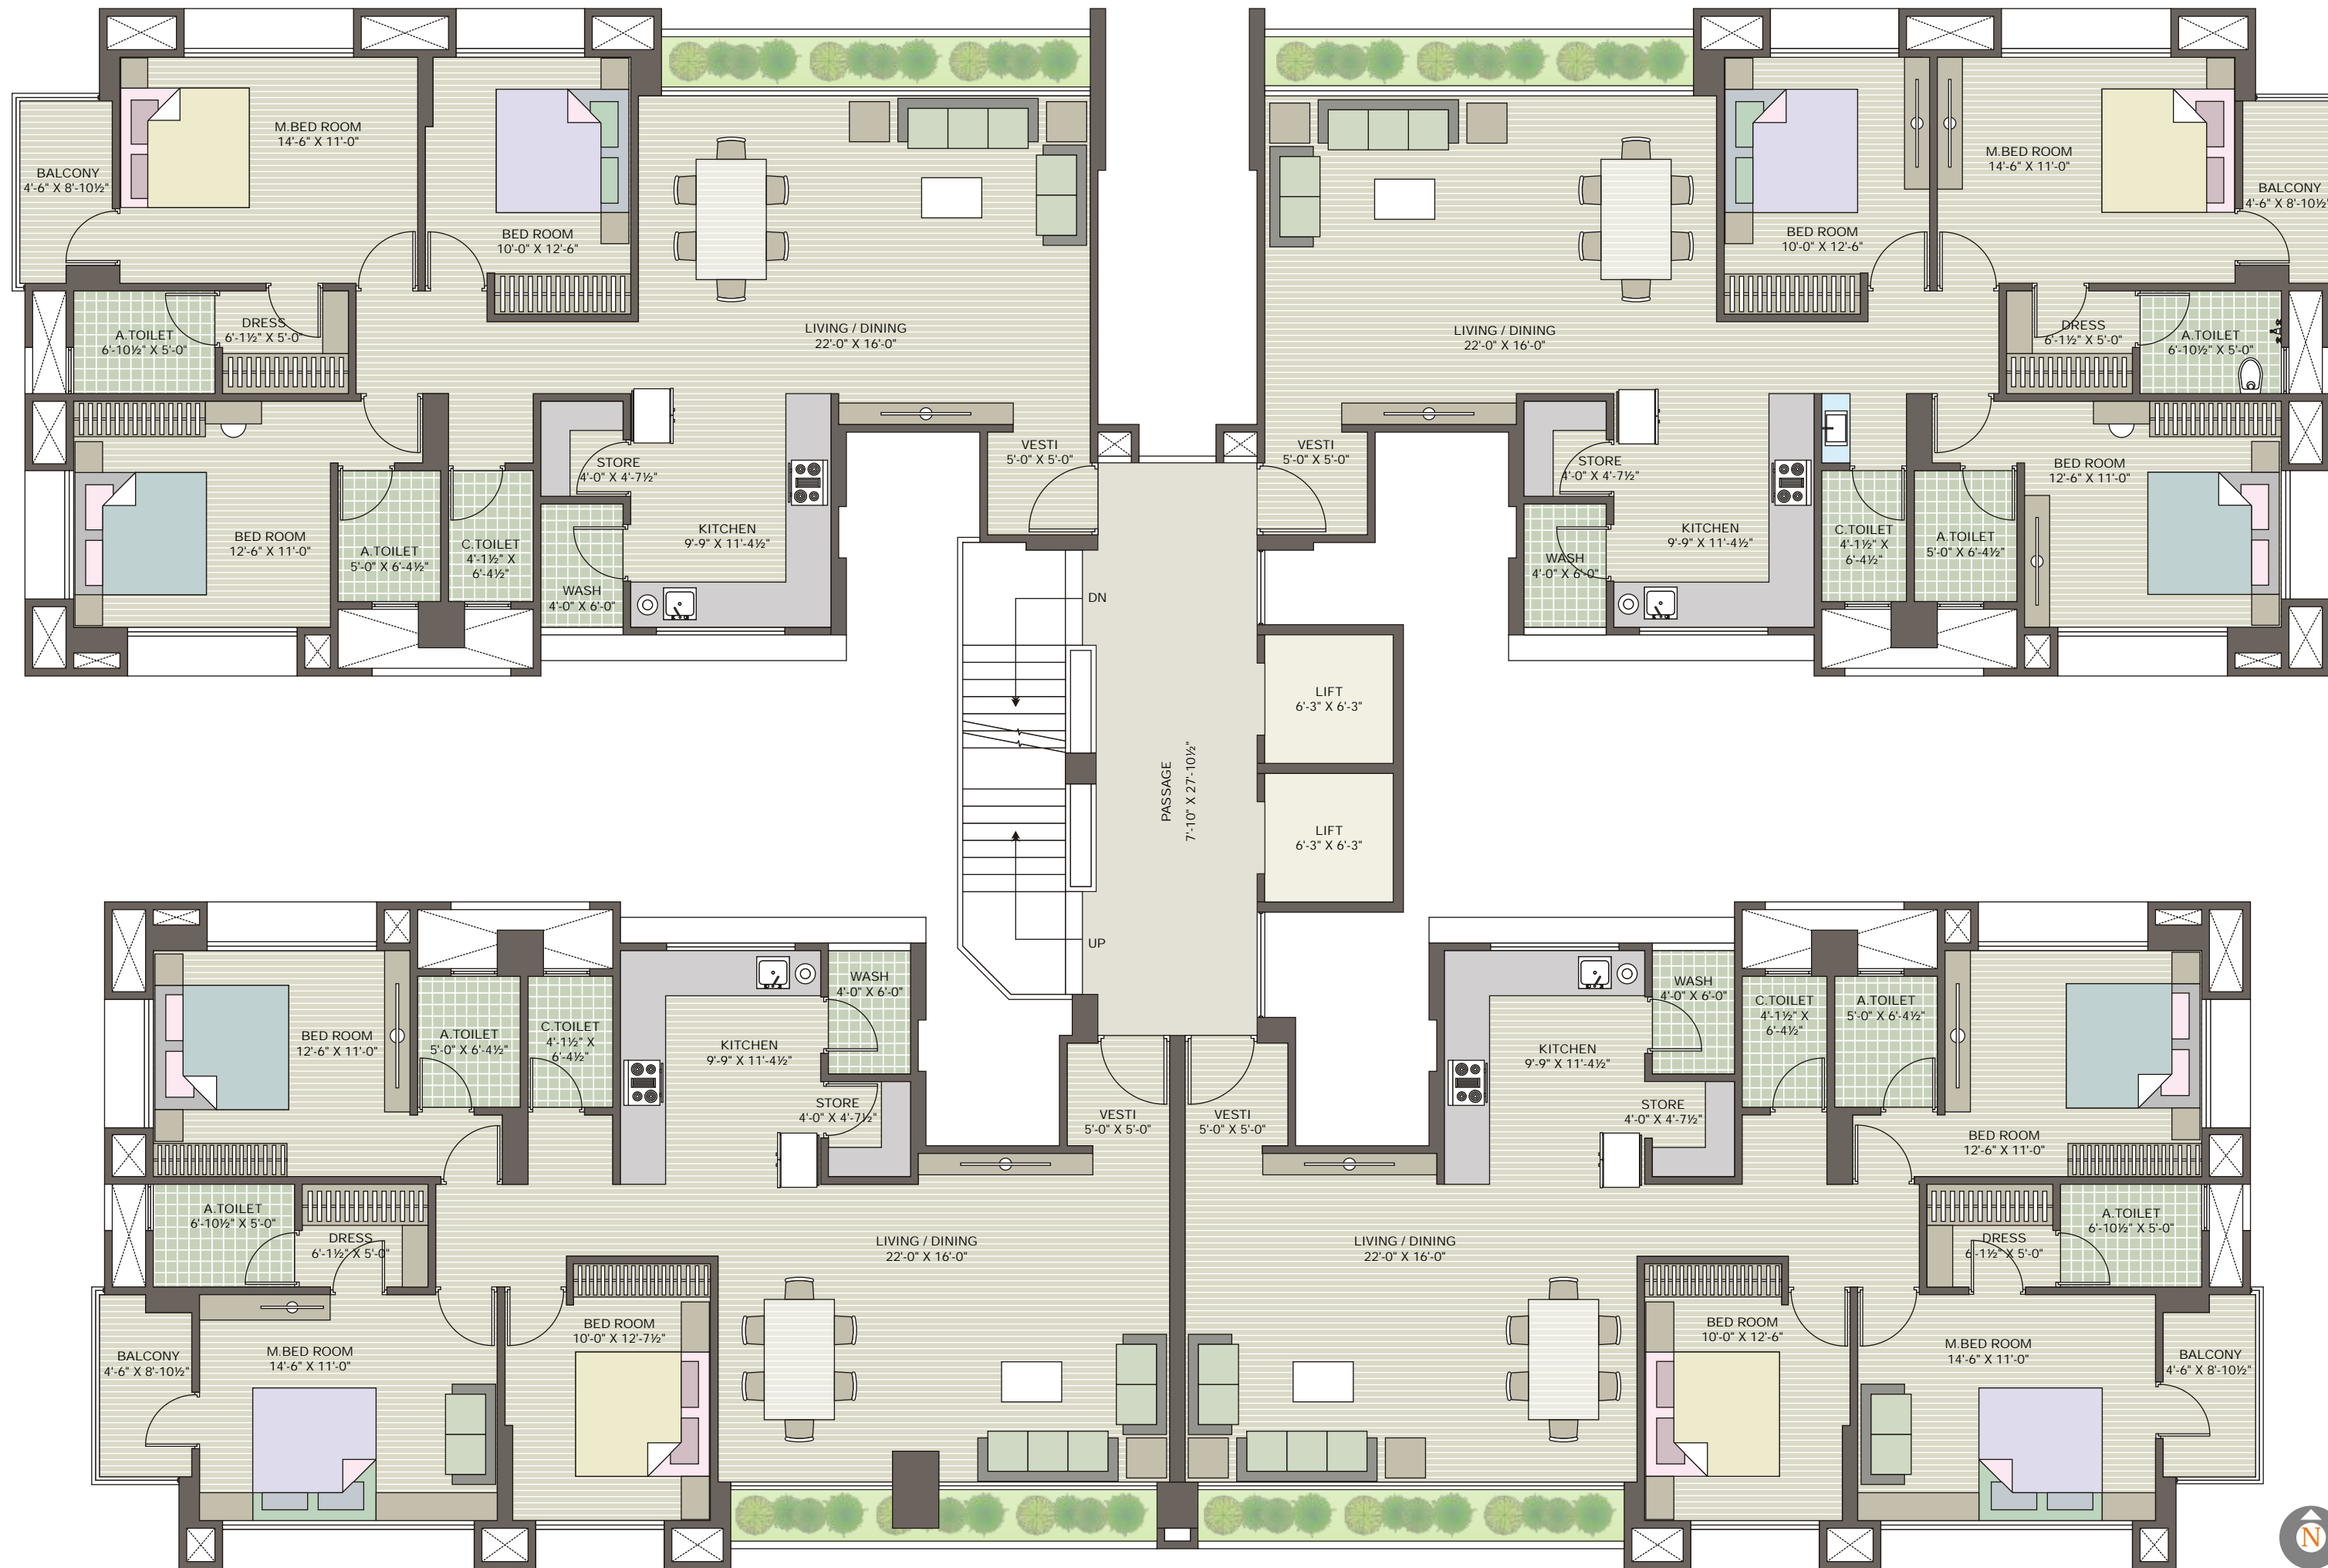 M.BED ROOM
14'-6" X 11'-0"
BALCONY
4'-6" X 8'-10½"
BED ROOM
10'-0" X 12'-6"
A.TOILET
6'-10½" X 5'-0"
DRESS
6'-1½" X 5'-0"
LIVING / DINING
22'-0" X 16'-0"
STORE
4'-0" X 4'-7½"
VESTI
5'-0" X 5'-0"
BED ROOM
12'-6" X 11'-0"
A.TOILET
5'-0" X 6'-4½"
C.TOILET
4'-1½" X
6'-4½"
KITCHEN
9'-9" X 11'-4½"
WASH
4'-0" X 6'-0"
M.BED ROOM
14'-6" X 11'-0"
BALCONY
4'-6" X 8'-10½"
BED ROOM
10'-0" X 12'-6"
LIVING / DINING
22'-0" X 16'-0"
DRESS
6'-1½" X 5'-0"
A.TOILET
6'-10½" X 5'-0"
VESTI
5'-0" X 5'-0"
STORE
4'-0" X 4'-7½"
BED ROOM
12'-6" X 11'-0"
KITCHEN
9'-9" X 11'-4½"
C.TOILET
4'-1½" X
6'-4½"
A.TOILET
5'-0" X 6'-4½"
WASH
4'-0" X 6'-0"
DN
LIFT
6'-3" X 6'-3"
PASSAGE
7'-10" X 27'-10½"
LIFT
6'-3" X 6'-3"
UP
BED ROOM
12'-6" X 11'-0"
A.TOILET
5'-0" X 6'-4½"
C.TOILET
4'-1½" X
6'-4½"
KITCHEN
9'-9" X 11'-4½"
WASH
4'-0" X 6'-0"
STORE
4'-0" X 4'-7½"
VESTI
5'-0" X 5'-0"
A.TOILET
6'-10½" X 5'-0"
DRESS
6'-1½" X 5'-0"
LIVING / DINING
22'-0" X 16'-0"
BALCONY
4'-6" X 8'-10½"
M.BED ROOM
14'-6" X 11'-0"
BED ROOM
10'-0" X 12'-7½"
VESTI
5'-0" X 5'-0"
KITCHEN
9'-9" X 11'-4½"
WASH
4'-0" X 6'-0"
C.TOILET
4'-1½" X
6'-4½"
A.TOILET
5'-0" X 6'-4½"
STORE
4'-0" X 4'-7½"
BED ROOM
12'-6" X 11'-0"
LIVING / DINING
22'-0" X 16'-0"
DRESS
6'-1½" X 5'-0"
A.TOILET
6'-10½" X 5'-0"
BED ROOM
10'-0" X 12'-6"
M.BED ROOM
14'-6" X 11'-0"
BALCONY
4'-6" X 8'-10½"
N